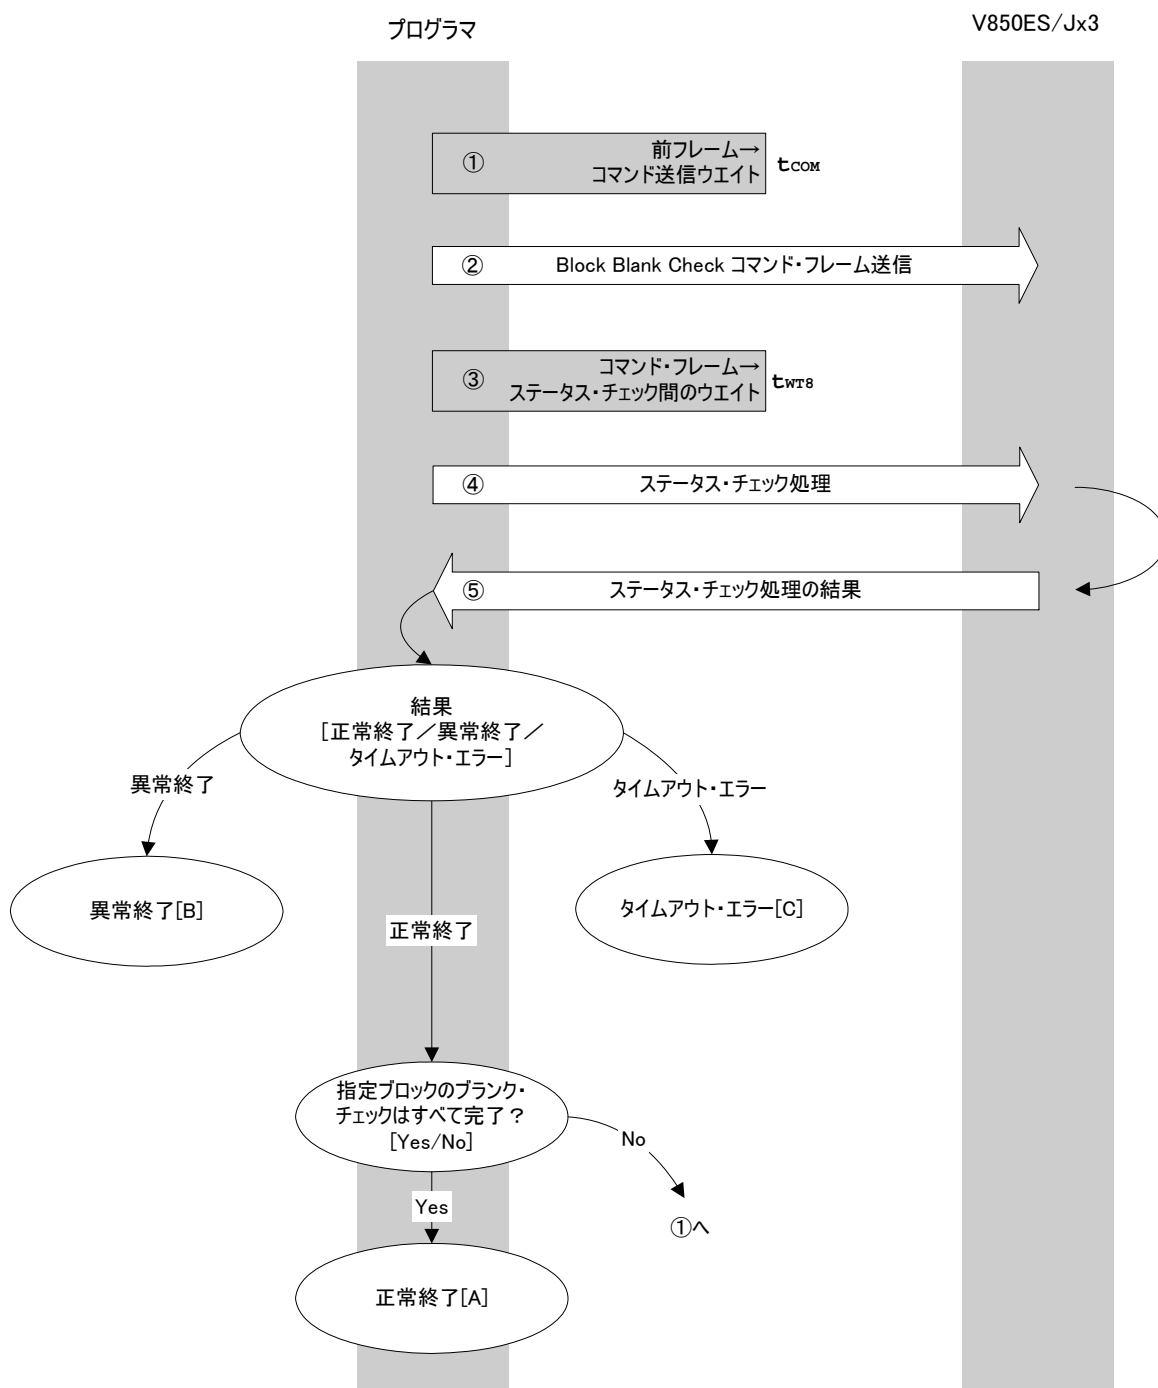 プログラマ
V850ES/Jx3
① 前フレーム→
コマンド送信ウエイト
tCOM
② Block Blank Check コマンド・フレーム送信
③ コマンド・フレーム→
ステータス・チェック間のウエイト
tWT8
④ ステータス・チェック処理
⑤ ステータス・チェック処理の結果
結果
[正常終了／異常終了／
タイムアウト・エラー]
異常終了
タイムアウト・エラー
異常終了[B]
タイムアウト・エラー[C]
正常終了
指定ブロックのブランク・
チェックはすべて完了？
[Yes/No]
No
Yes
①へ
正常終了[A]